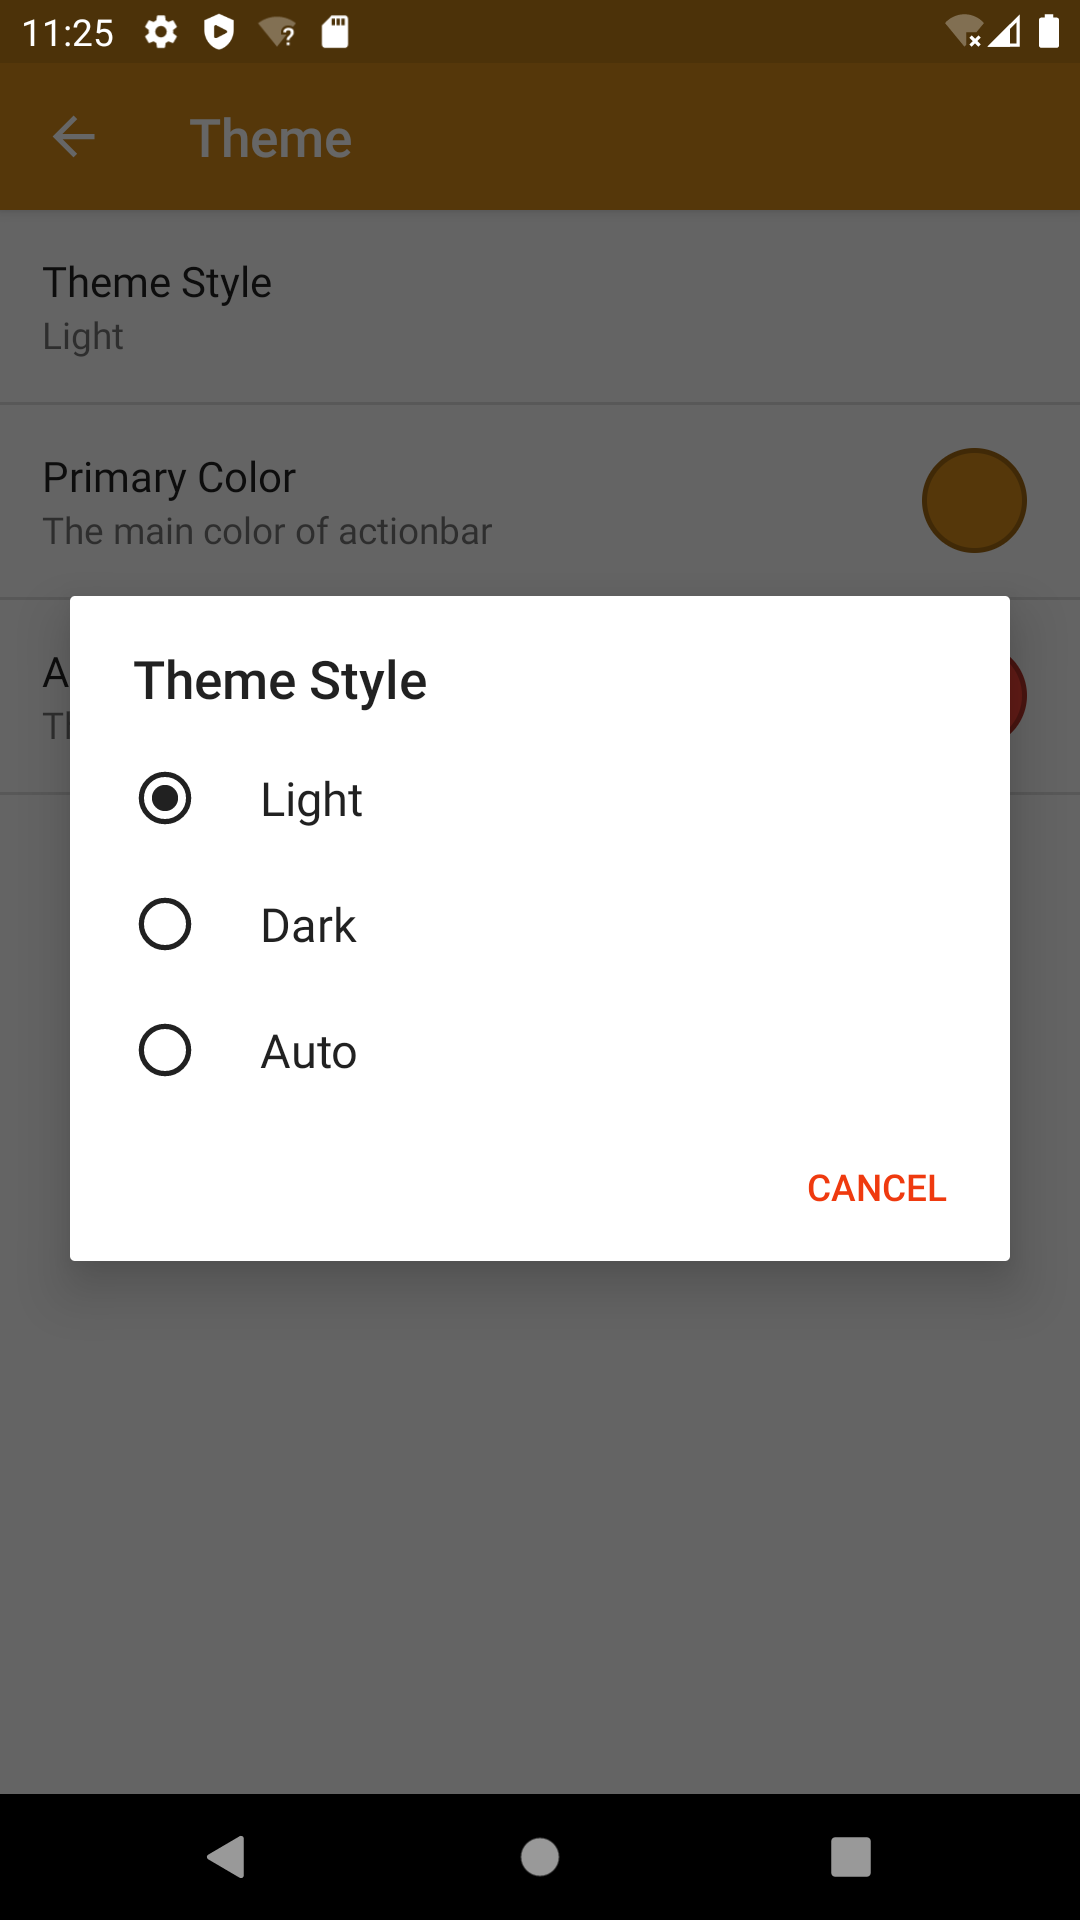 11:25
Theme
Theme Style
Light
Primary Color
The main color of actionbar
Theme Style
Light
Dark
Auto
CANCEL